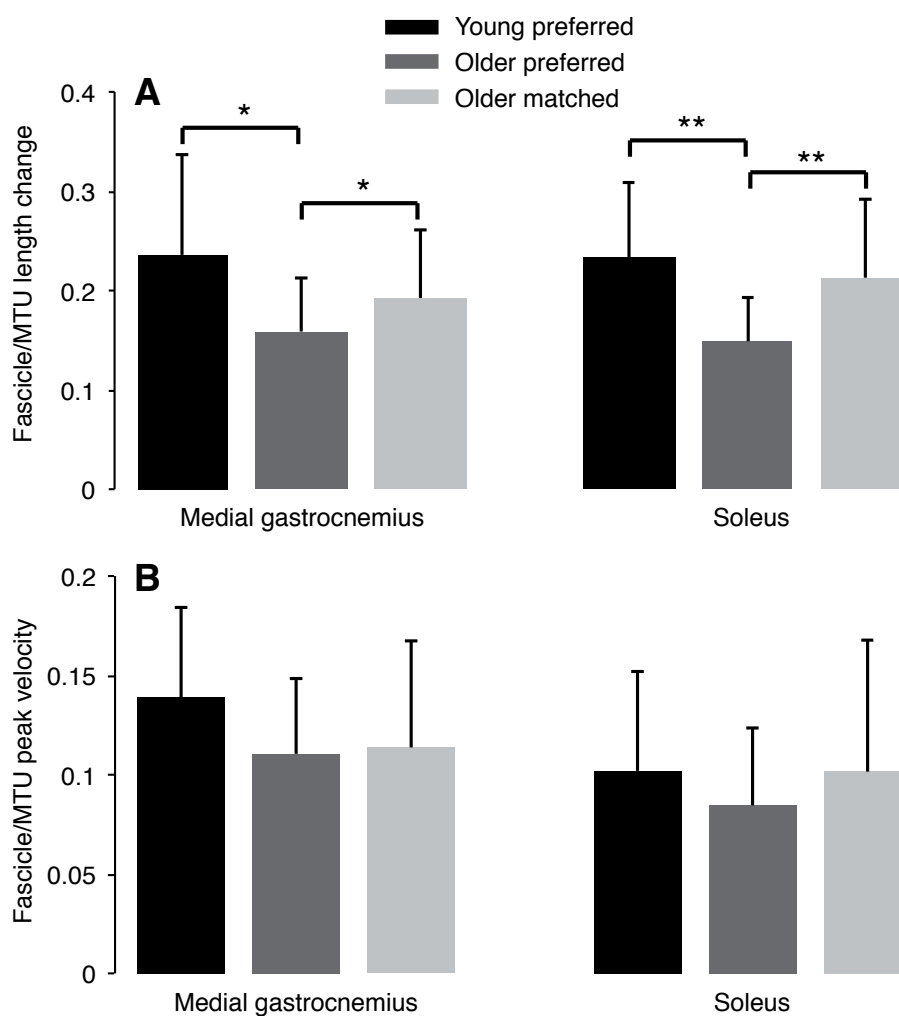 Young preferred
Older preferred
Older matched
A
Fascicle/MTU length change
0.4
0.3
0.2
0.1
0
*
*
**
**
Medial gastrocnemius
Soleus
B
Fascicle/MTU peak velocity
0.2
0.15
0.1
0.05
0
Medial gastrocnemius
Soleus